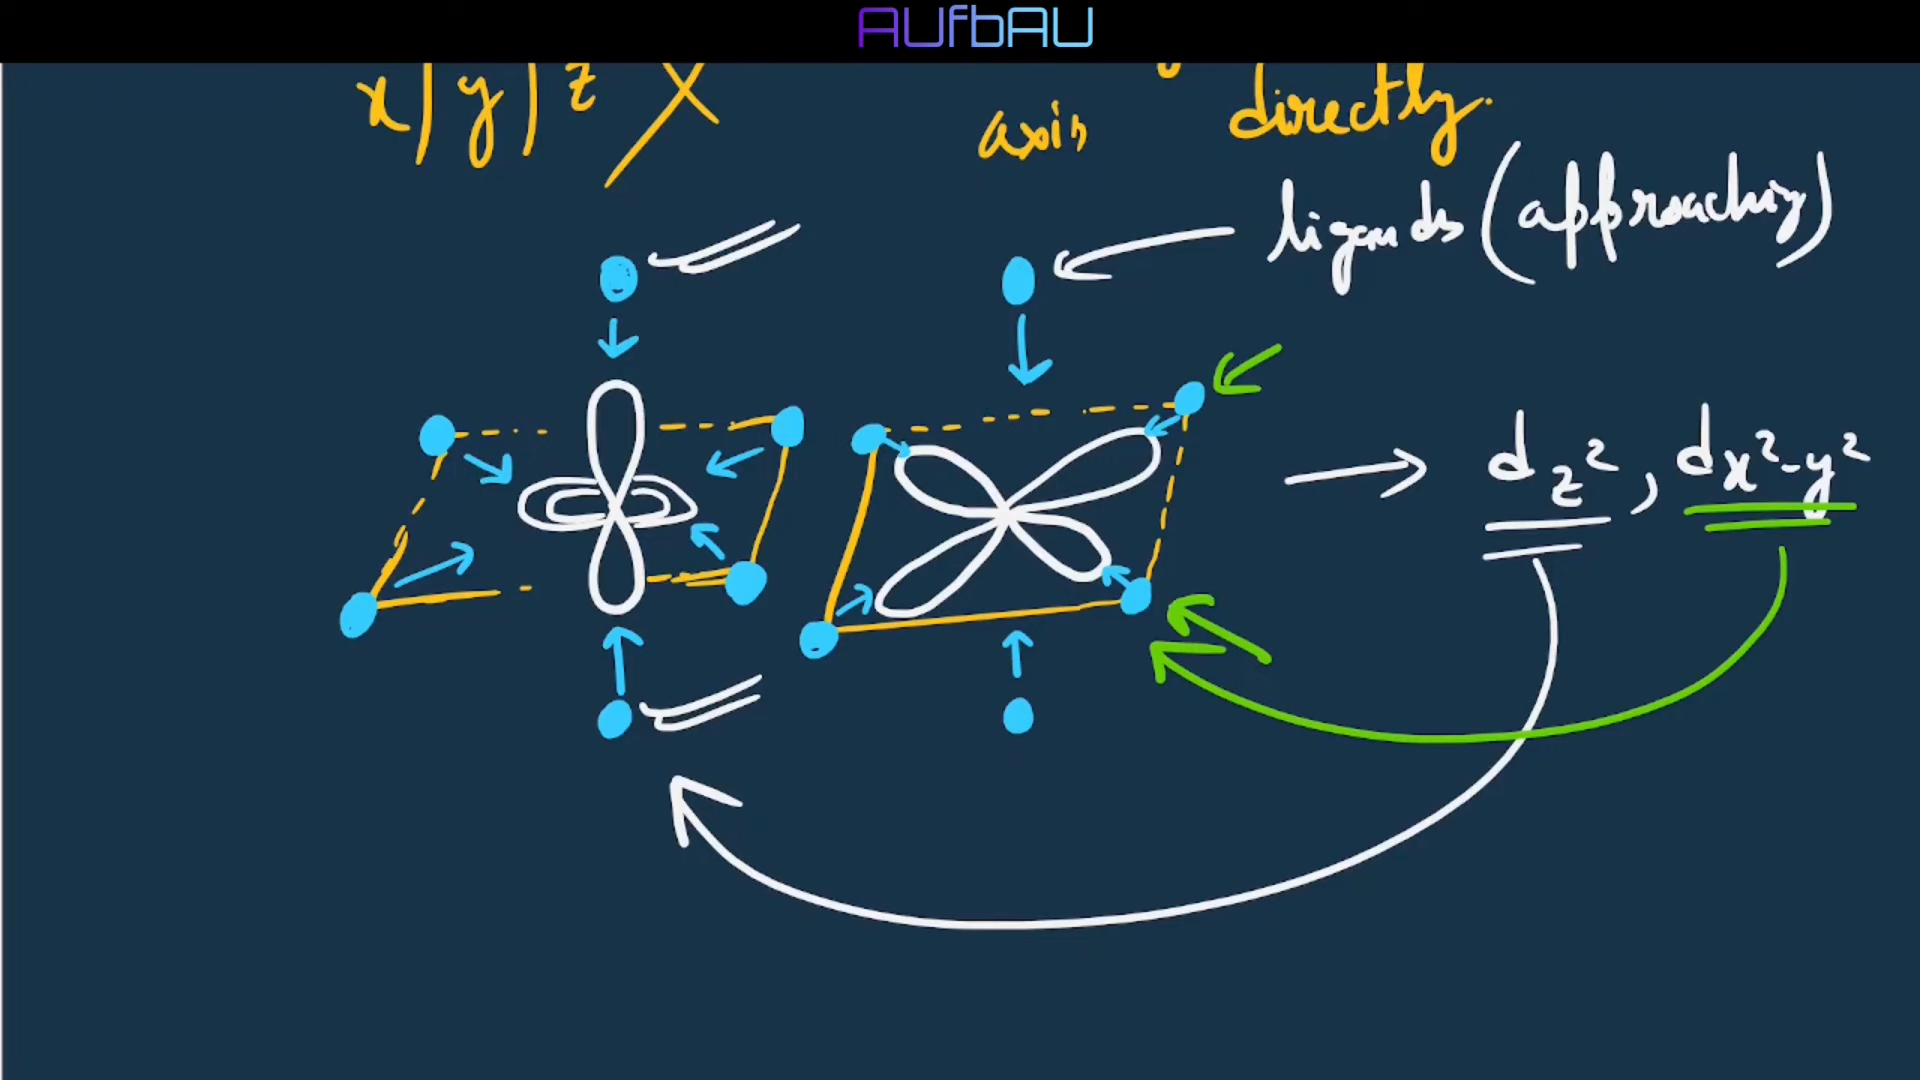 AUfbAU
x| y| z
axis directly.
ligands (approaching)
→ dz², dx²-y²